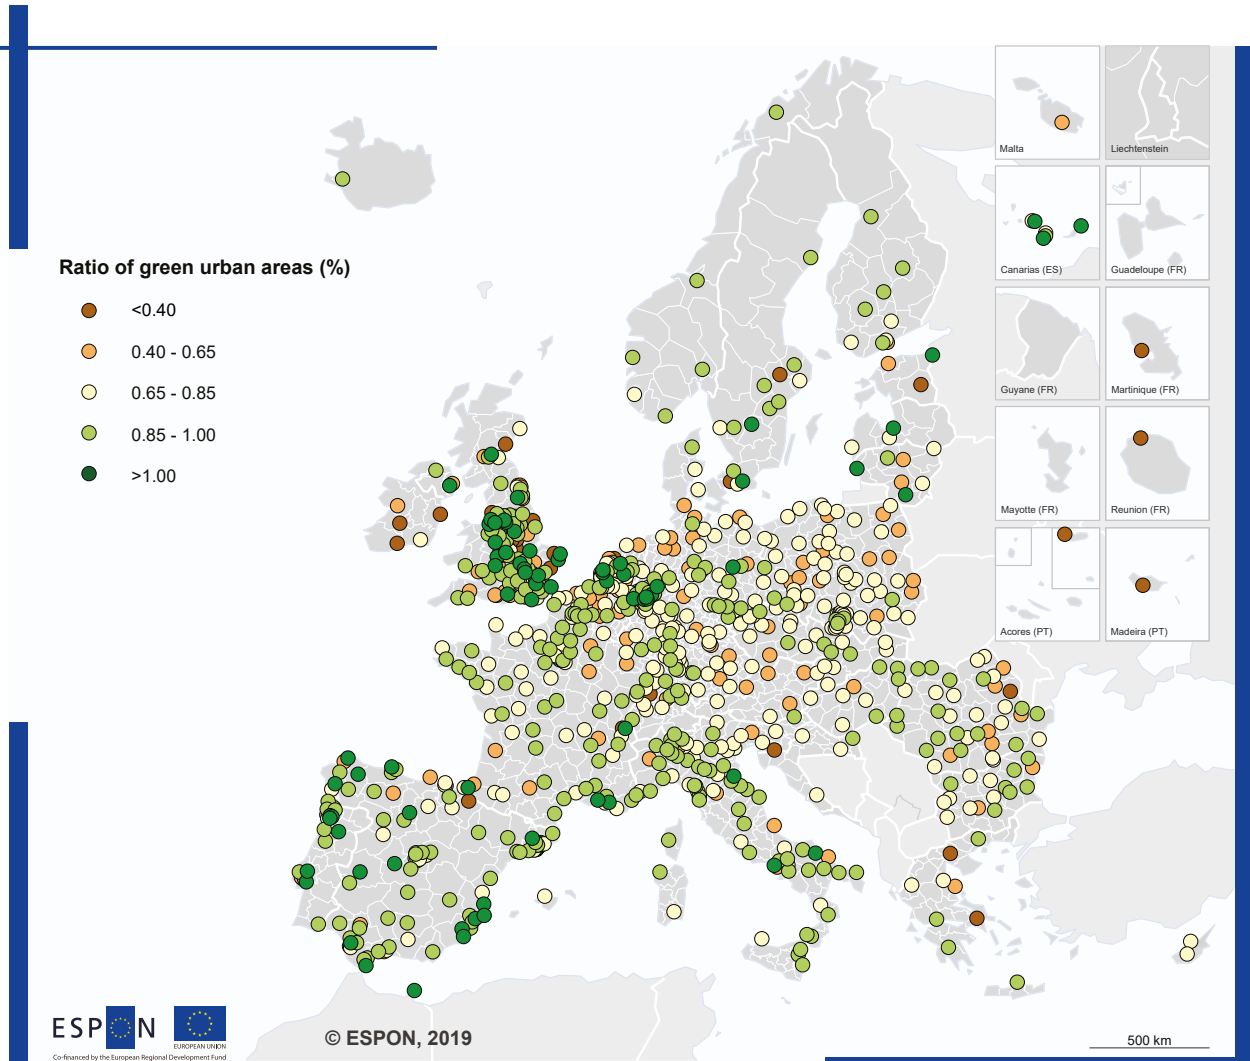 Malta
Liechtenstein
Canarias (ES)
Guadeloupe (FR)
Guyane (FR)
Martinique (FR)
Mayotte (FR)
Reunion (FR)
Acores (PT)
Madeira (PT)
Ratio of green urban areas (%)
<0.40
0.40 - 0.65
0.65 - 0.85
0.85 - 1.00
>1.00
ESPON
EUROPEAN UNION
Co-financed by the European Regional Development Fund
© ESPON, 2019
500 km